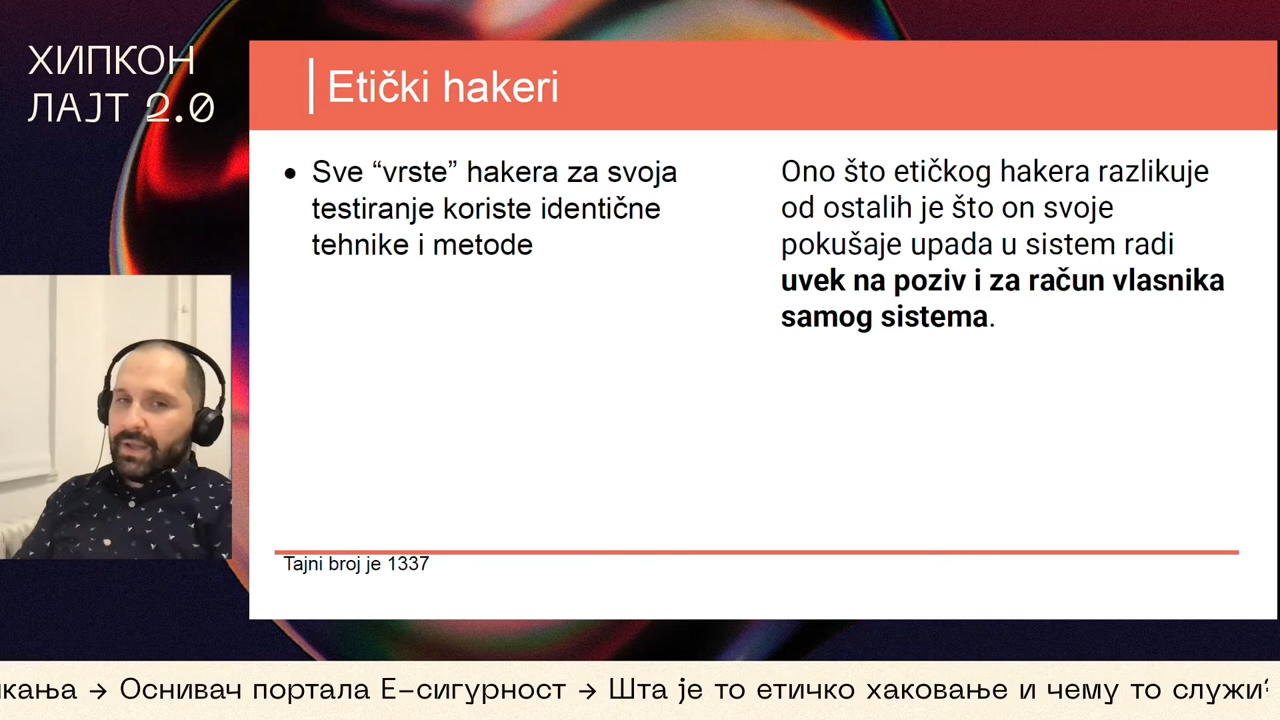 ХИПКОН
ЛАЈТ 2.0
Etički hakeri
• Sve “vrste” hakera za svoja
testiranje koriste identične
tehnike i metode
Ono što etičkog hakera razlikuje
od ostalih je što on svoje
pokušaje upada u sistem radi
uvek na poziv i za račun vlasnika
samog sistema.
Tajni broj je 1337
→ Оснивач портала Е-сигурност → Шта је то етичко хаковање и чему то служи